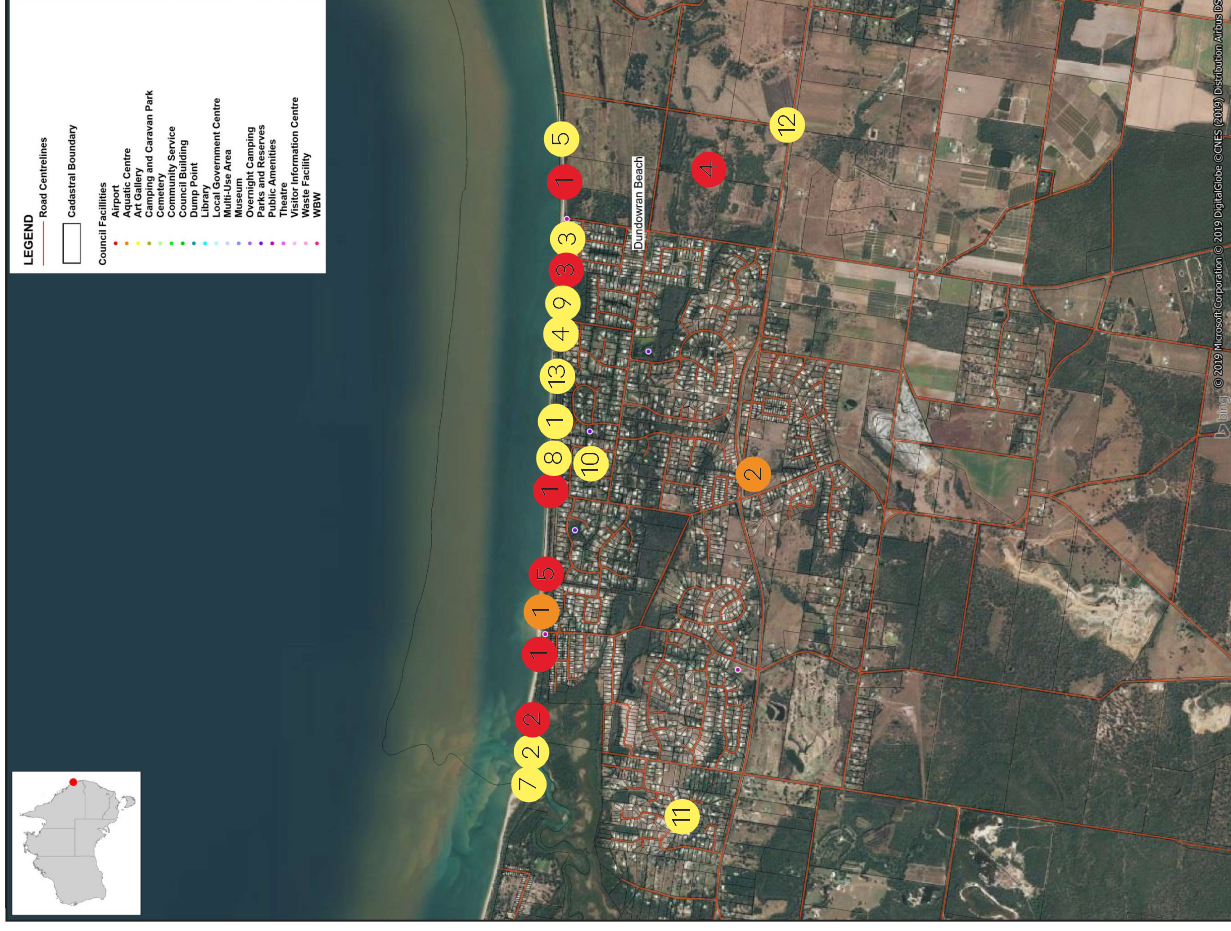 LEGEND
Road Centrelines
Cadastral Boundary
Council Facillities
Airport
Aquatic Centre
Art Gallery
Camping and Caravan Park
Cemetery
Community Service
Council Building
Dump Point
Library
Local Government Centre
Multi-Use Area
Museum
Overnight Camping
Parks and Reserves
Public Amenities
Theatre
Visitor Information Centre
Waste Facility
WBW
7
2
2
1
1
5
1
8
10
1
13
4
9
3
3
1
5
11
2
4
12
Dundowran Beach
© 2019 Microsoft Corporation © 2019 DigitalGlobe ©CNES (2019) Distribution Airbus DS